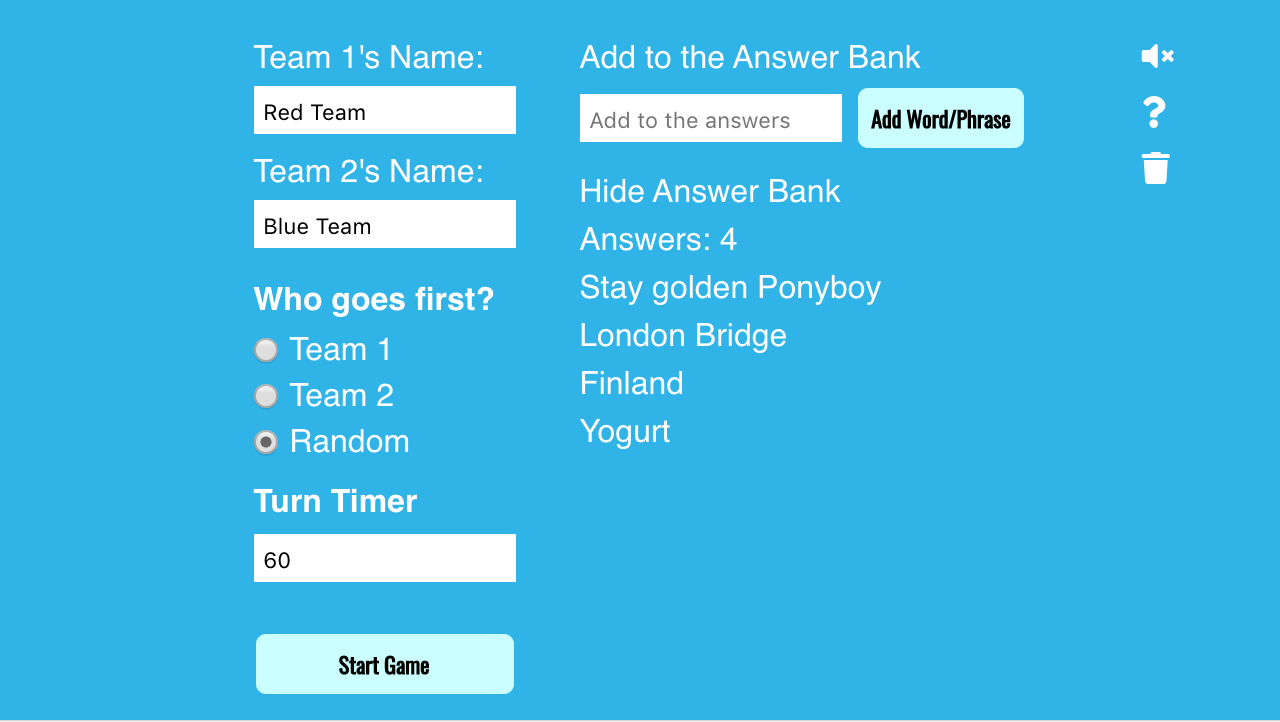 Team 1's Name:
Red Team
Team 2's Name:
Blue Team
Who goes first?
Team 1
Team 2
Random
Turn Timer
60
Start Game
Add to the Answer Bank
Add to the answers
Add Word/Phrase
Hide Answer Bank
Answers: 4
Stay golden Ponyboy
London Bridge
Finland
Yogurt